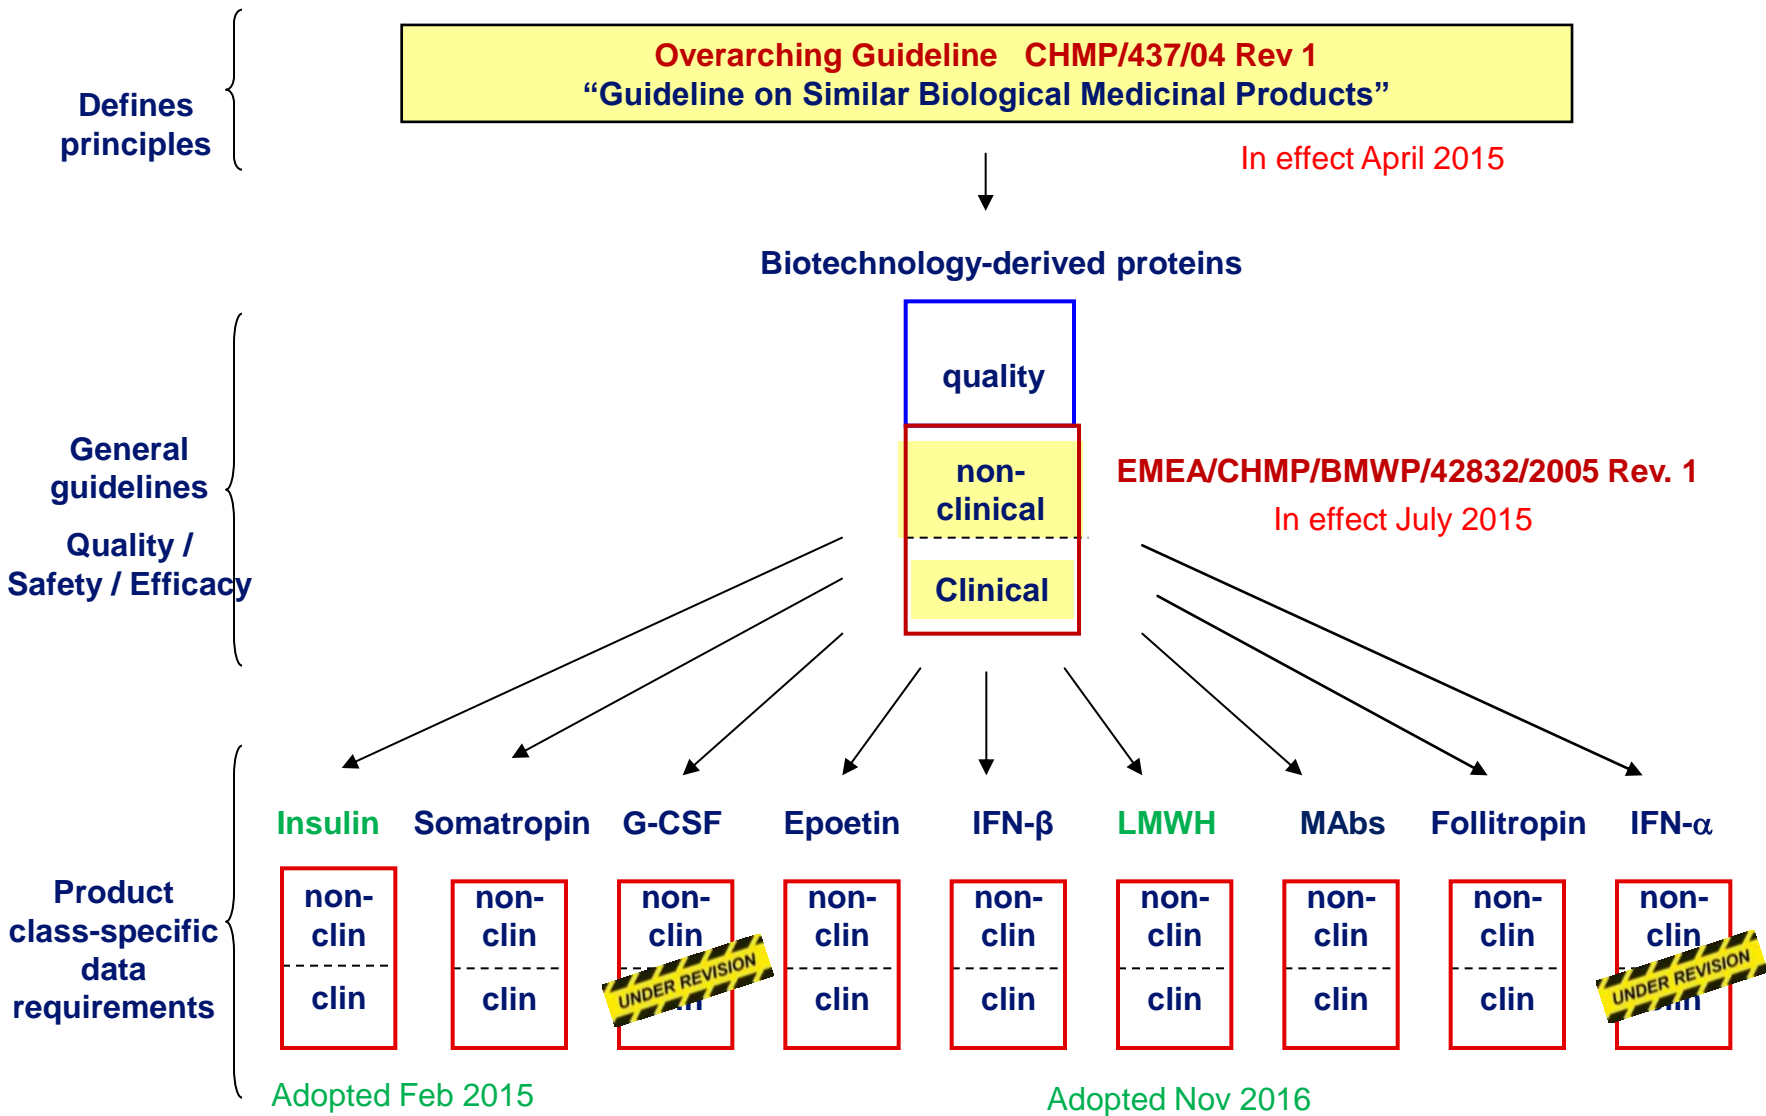 Overarching Guideline CHMP/437/04 Rev 1
“Guideline on Similar Biological Medicinal Products”
Defines
principles
In effect April 2015
Biotechnology-derived proteins
quality
General
guidelines
Quality /
Safety / Efficacy
non-
clinical
EMEA/CHMP/BMWP/42832/2005 Rev. 1
In effect July 2015
Clinical
Insulin Somatropin G-CSF Epoetin IFN-β LMWH MAbs Follitropin IFN-α
Product
class-specific
data
requirements
non- non- non- non- non- non- non- non- non-
clin clin clin clin clin clin clin clin clin
UNDER REVISION UNDER REVISION
clin clin clin clin clin clin clin
Adopted Feb 2015 Adopted Nov 2016